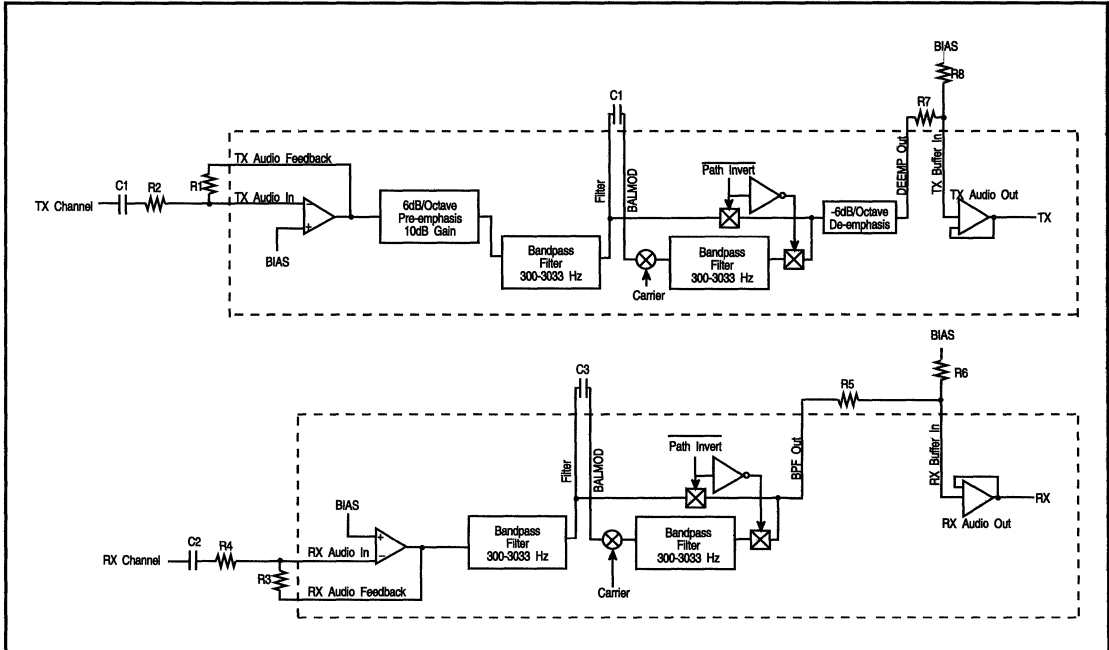 BIAS
R8
C1
R7
TX Audio Feedback
C1
R2
R1
TX Channel
TX Audio In
BIAS
6dB/Octave
Pre-emphasis
10dB Gain
Bandpass
Filter
300-3033 Hz
Filter
BALMOD
Path Invert
Carrier
Bandpass
Filter
300-3033 Hz
-6dB/Octave
De-emphasis
DEEMP Out
TX Buffer In
TX Audio Out
TX
BIAS
R6
C3
R5
Filter
BALMOD
Path Invert
BPF Out
RX Buffer In
BIAS
C2
R4
RX Channel
RX Audio In
R3
RX Audio Feedback
Bandpass
Filter
300-3033 Hz
Carrier
Bandpass
Filter
300-3033 Hz
RX
RX Audio Out
+
−
−
+